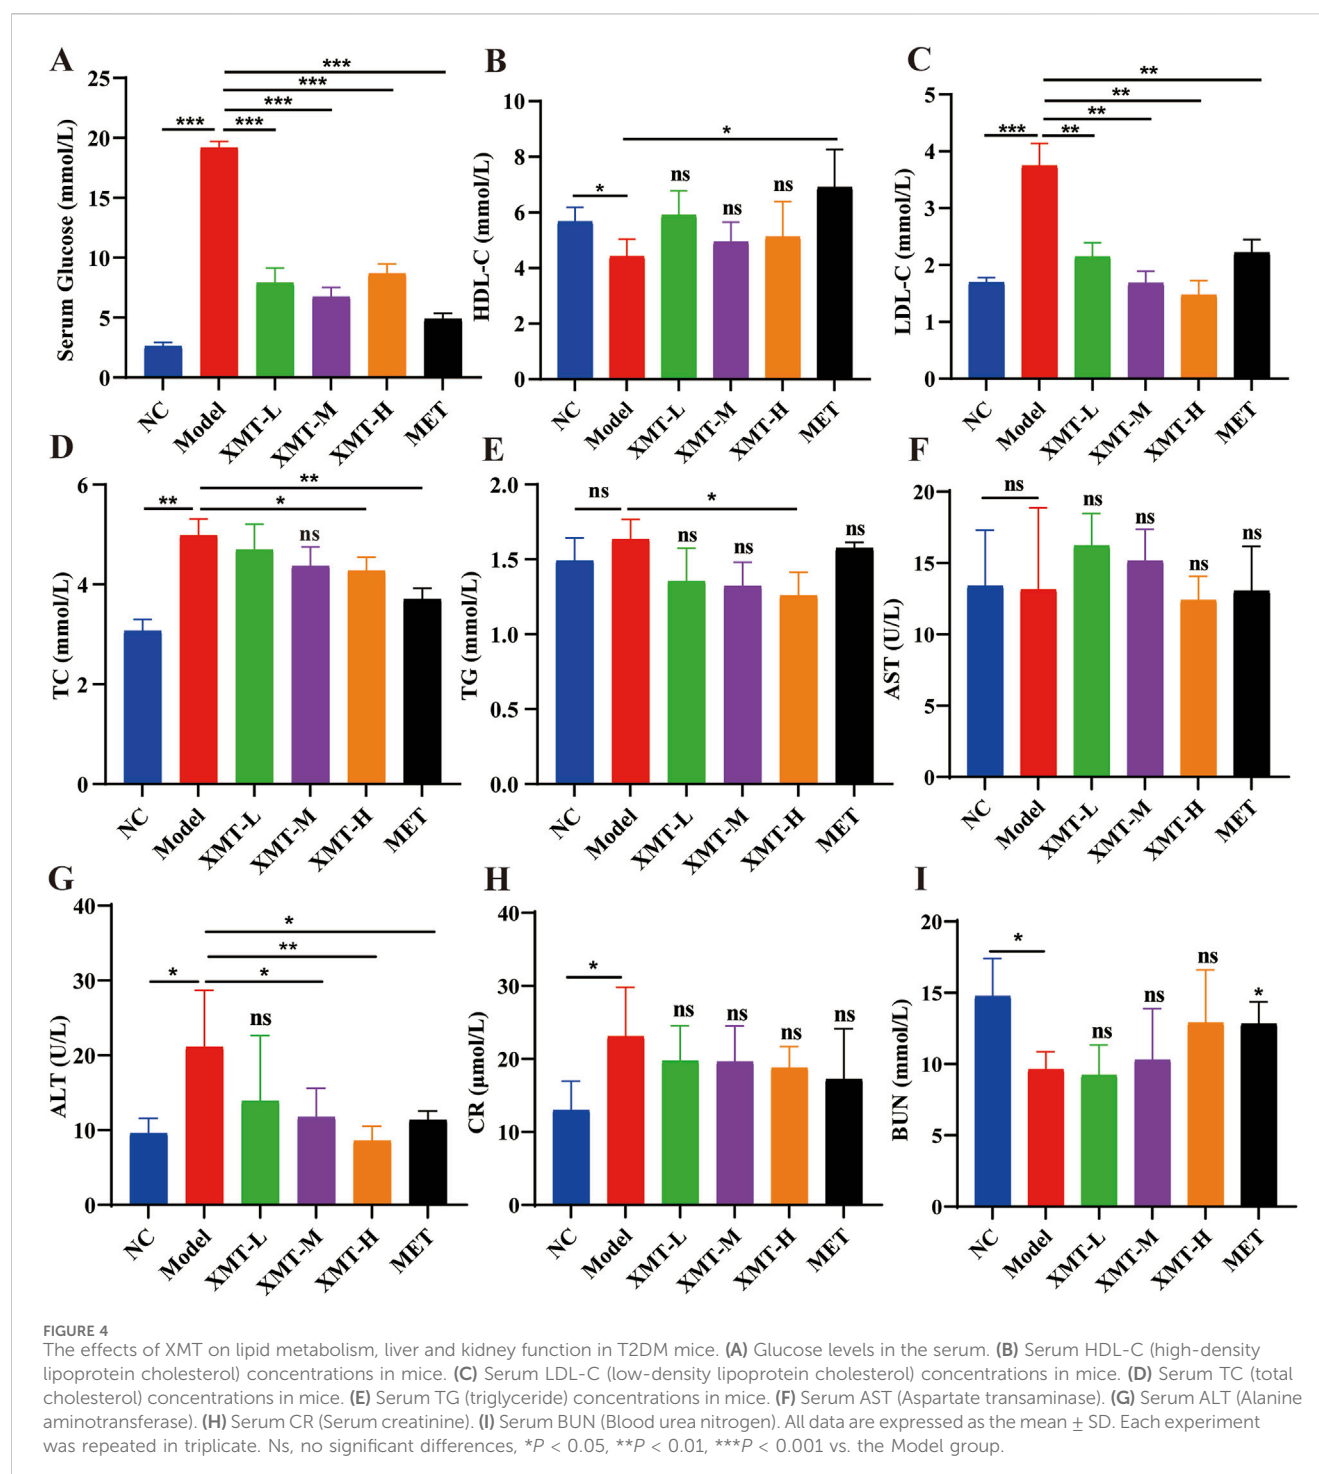 A
Serum Glucose (mmol/L)
25
20
15
10
5
0
***
***
***
***
***
NC
Model
XMT-L
XMT-M
XMT-H
MET
B
HDL-C (mmol/L)
10
8
6
4
2
0
*
*
ns
ns
ns
NC
Model
XMT-L
XMT-M
XMT-H
MET
C
LDL-C (mmol/L)
5
4
3
2
1
0
**
**
**
***
**
NC
Model
XMT-L
XMT-M
XMT-H
MET
D
TC (mmol/L)
6
4
2
0
**
**
*
ns
NC
Model
XMT-L
XMT-M
XMT-H
MET
E
TG (mmol/L)
2.0
1.5
1.0
0.5
0.0
ns
*
ns
ns
ns
NC
Model
XMT-L
XMT-M
XMT-H
MET
F
AST (U/L)
20
15
10
5
0
ns
ns
ns
ns
ns
NC
Model
XMT-L
XMT-M
XMT-H
MET
G
ALT (U/L)
40
30
20
10
0
*
**
*
*
ns
NC
Model
XMT-L
XMT-M
XMT-H
MET
H
CR (μmol/L)
40
30
20
10
0
*
ns
ns
ns
ns
NC
Model
XMT-L
XMT-M
XMT-H
MET
I
BUN (mmol/L)
20
15
10
5
0
*
ns
ns
ns
*
NC
Model
XMT-L
XMT-M
XMT-H
MET
FIGURE 4
The effects of XMT on lipid metabolism, liver and kidney function in T2DM mice. (A) Glucose levels in the serum. (B) Serum HDL-C (high-density
lipoprotein cholesterol) concentrations in mice. (C) Serum LDL-C (low-density lipoprotein cholesterol) concentrations in mice. (D) Serum TC (total
cholesterol) concentrations in mice. (E) Serum TG (triglyceride) concentrations in mice. (F) Serum AST (Aspartate transaminase). (G) Serum ALT (Alanine
aminotransferase). (H) Serum CR (Serum creatinine). (I) Serum BUN (Blood urea nitrogen). All data are expressed as the mean ± SD. Each experiment
was repeated in triplicate. Ns, no significant differences, *P < 0.05, **P < 0.01, ***P < 0.001 vs. the Model group.